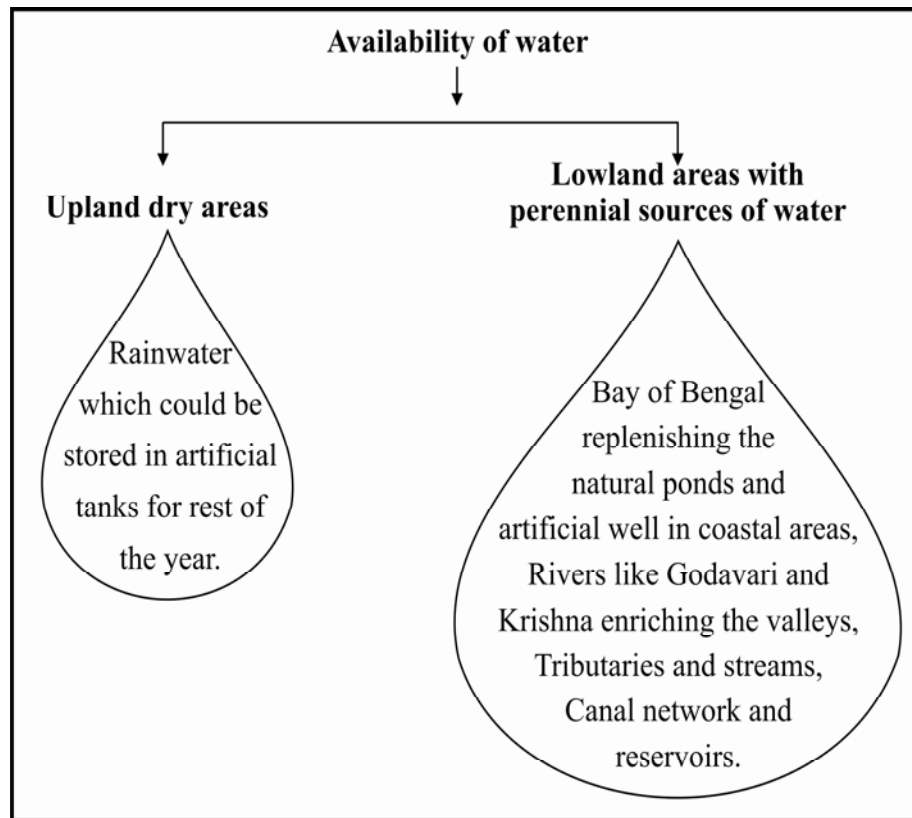 Availability of water
Upland dry areas
Rainwater
which could be
stored in artificial
tanks for rest of
the year.
Lowland areas with
perennial sources of water
Bay of Bengal
replenishing the
natural ponds and
artificial well in coastal areas,
Rivers like Godavari and
Krishna enriching the valleys,
Tributaries and streams,
Canal network and
reservoirs.